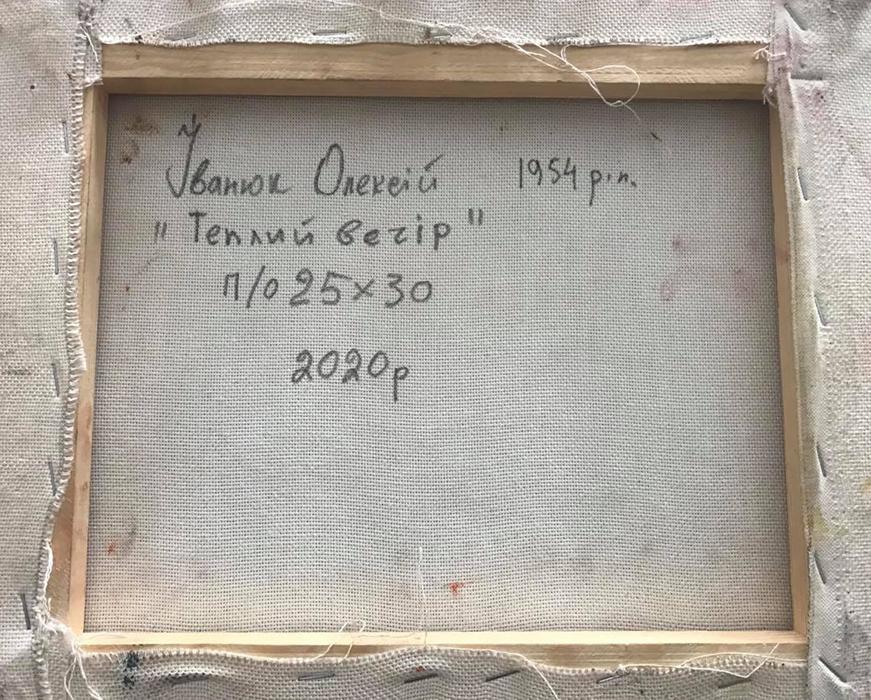 Іванюк Олексій 1954 р.н.
"Теплий вечір"
п/о 25×30
2020р